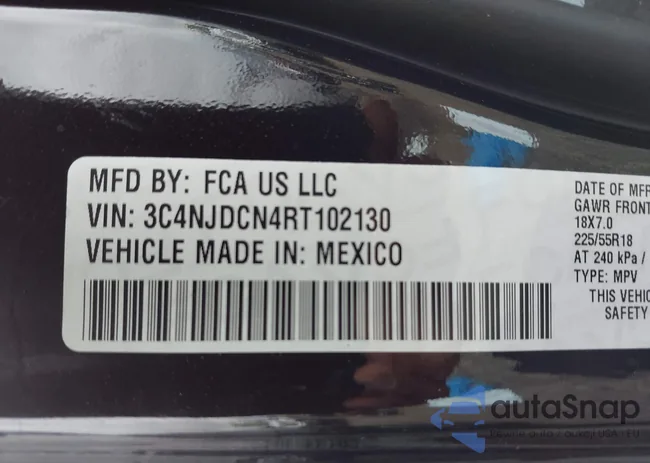 MFD BY: FCA US LLC
VIN: 3C4NJDCN4RT102130
VEHICLE MADE IN: MEXICO
DATE OF MFR
GAWR FRONT
18X7.0
225/55R18
AT 240 kPa /
TYPE: MPV
THIS VEHIC
SAFETY
autaSnap